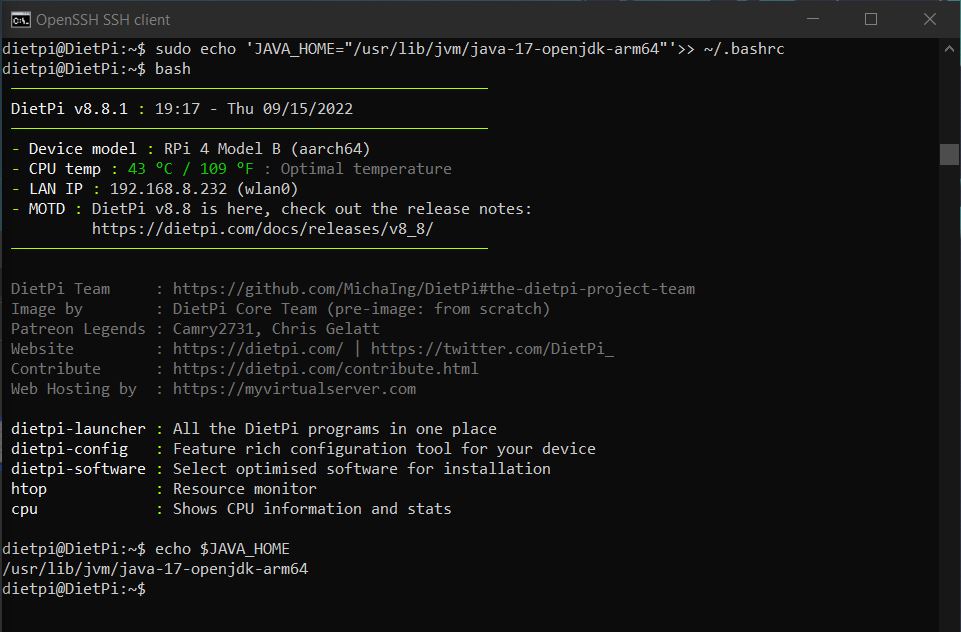 OpenSSH SSH client
dietpi@DietPi:~$ sudo echo 'JAVA_HOME="/usr/lib/jvm/java-17-openjdk-arm64"'>> ~/.bashrc
dietpi@DietPi:~$ bash
DietPi v8.8.1 : 19:17 - Thu 09/15/2022
- Device model : RPi 4 Model B (aarch64)
- CPU temp : 43 ºC / 109 ºF : Optimal temperature
- LAN IP : 192.168.8.232 (wlan0)
- MOTD : DietPi v8.8 is here, check out the release notes:
https://dietpi.com/docs/releases/v8_8/
DietPi Team : https://github.com/MichaIng/DietPi#the-dietpi-project-team
Image by : DietPi Core Team (pre-image: from scratch)
Patreon Legends : Camry2731, Chris Gelatt
Website : https://dietpi.com/ | https://twitter.com/DietPi_
Contribute : https://dietpi.com/contribute.html
Web Hosting by : https://myvirtualserver.com
dietpi-launcher : All the DietPi programs in one place
dietpi-config : Feature rich configuration tool for your device
dietpi-software : Select optimised software for installation
htop : Resource monitor
cpu : Shows CPU information and stats
dietpi@DietPi:~$ echo $JAVA_HOME
/usr/lib/jvm/java-17-openjdk-arm64
dietpi@DietPi:~$